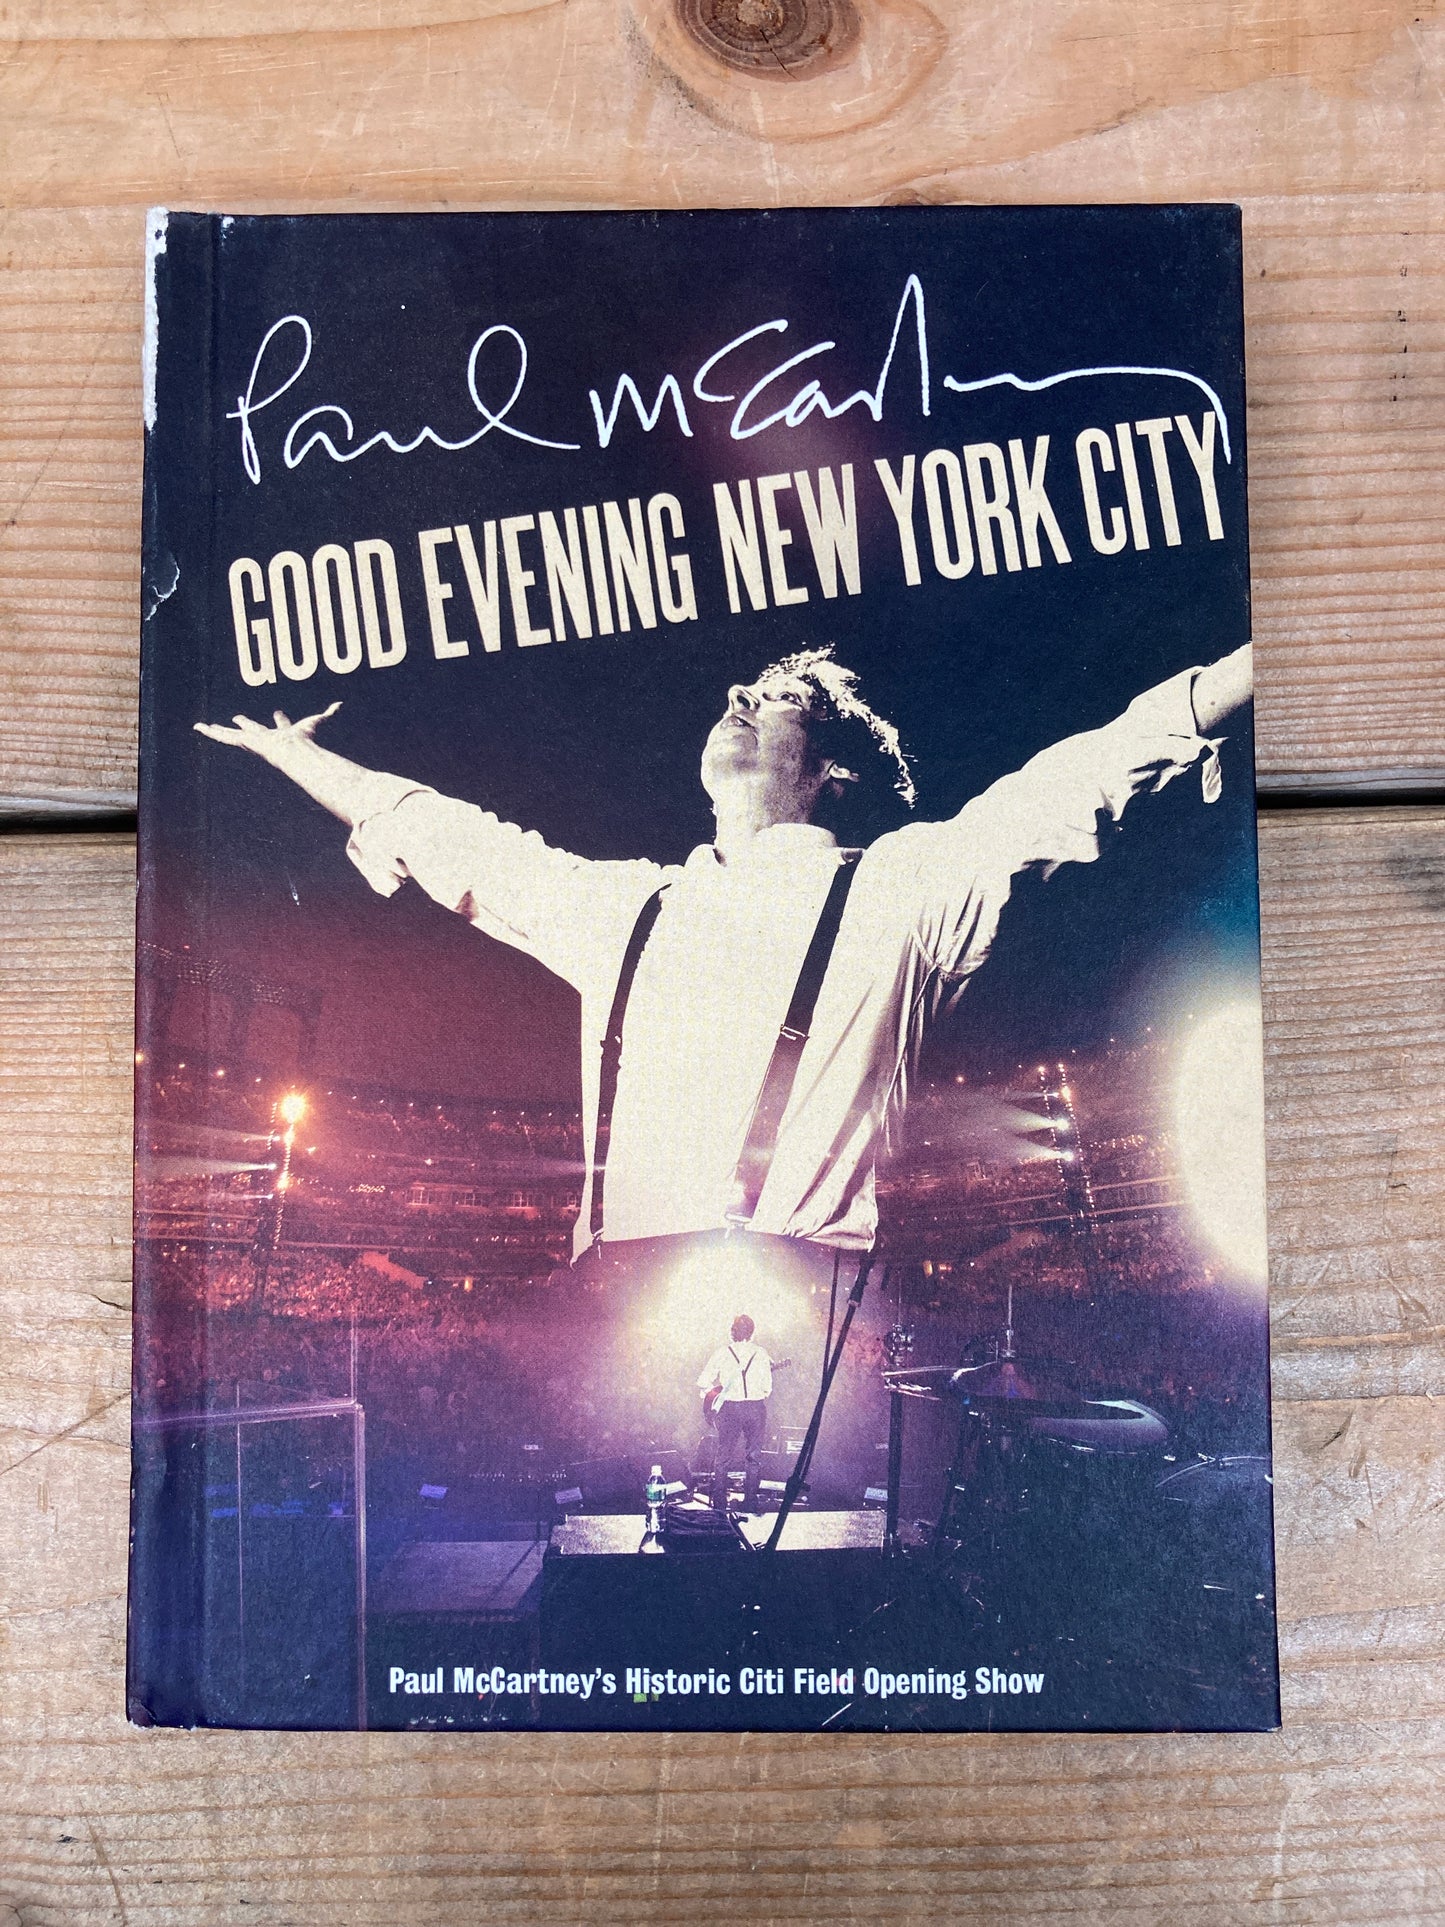 Paul McCartney
GOOD EVENING NEW YORK CITY
Paul McCartney's Historic Citi Field Opening Show